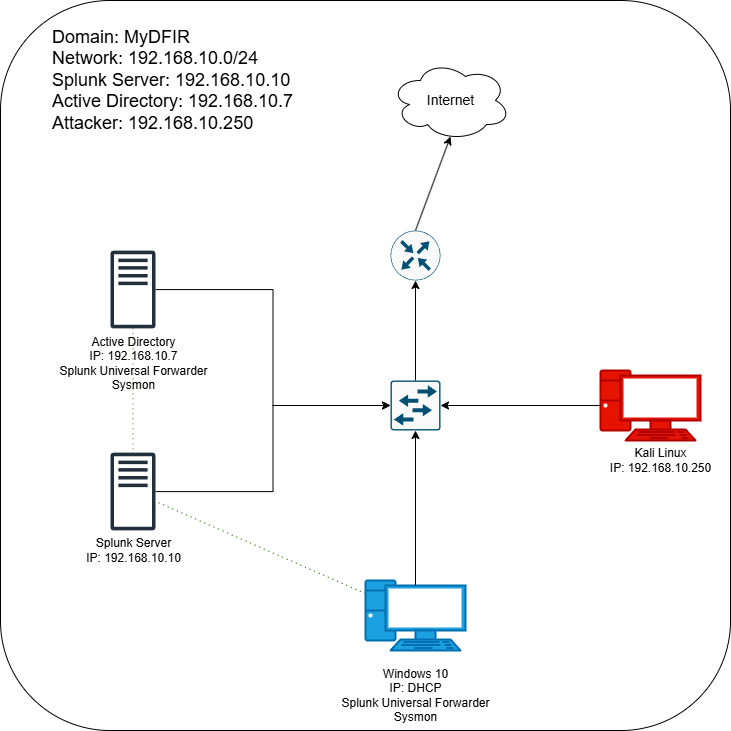 Domain: MyDFIR
Network: 192.168.10.0/24
Splunk Server: 192.168.10.10
Active Directory: 192.168.10.7
Attacker: 192.168.10.250
Internet
Active Directory
IP: 192.168.10.7
Splunk Universal Forwarder
Sysmon
Kali Linux
IP: 192.168.10.250
Splunk Server
IP: 192.168.10.10
Windows 10
IP: DHCP
Splunk Universal Forwarder
Sysmon